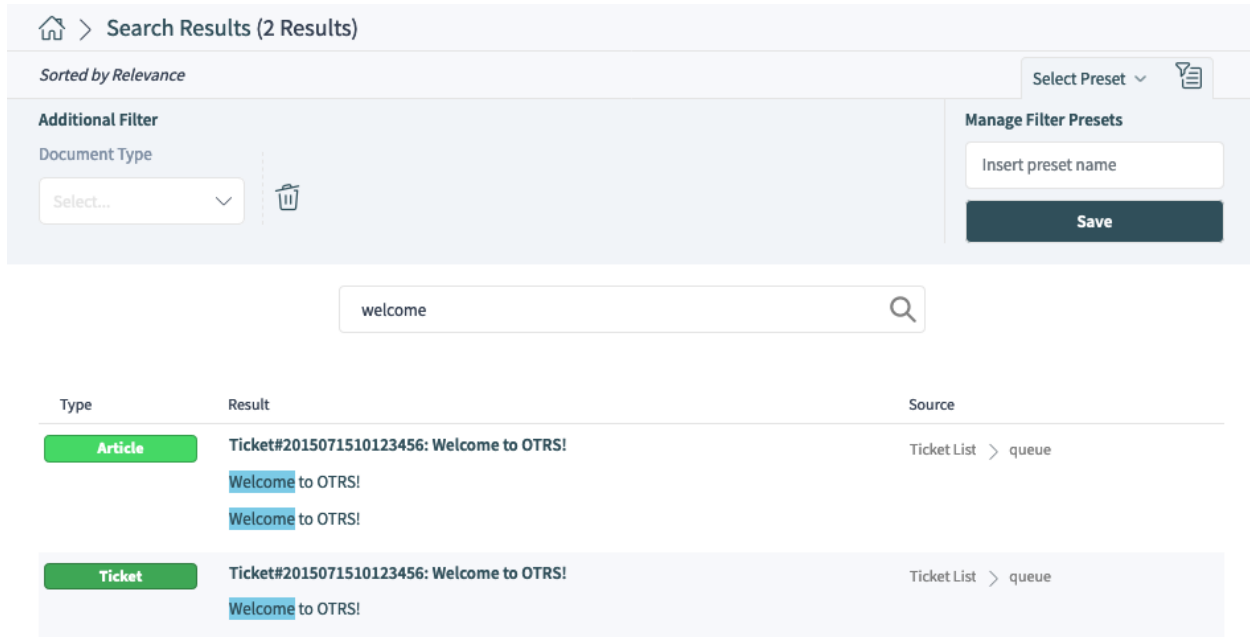 Search Results (2 Results)
Sorted by Relevance
Select Preset
Additional Filter
Manage Filter Presets
Document Type
Insert preset name
Select...
Save
welcome
Type Result Source
Article Ticket#2015071510123456: Welcome to OTRS! Ticket List > queue
Welcome to OTRS!
Welcome to OTRS!
Ticket Ticket#2015071510123456: Welcome to OTRS! Ticket List > queue
Welcome to OTRS!